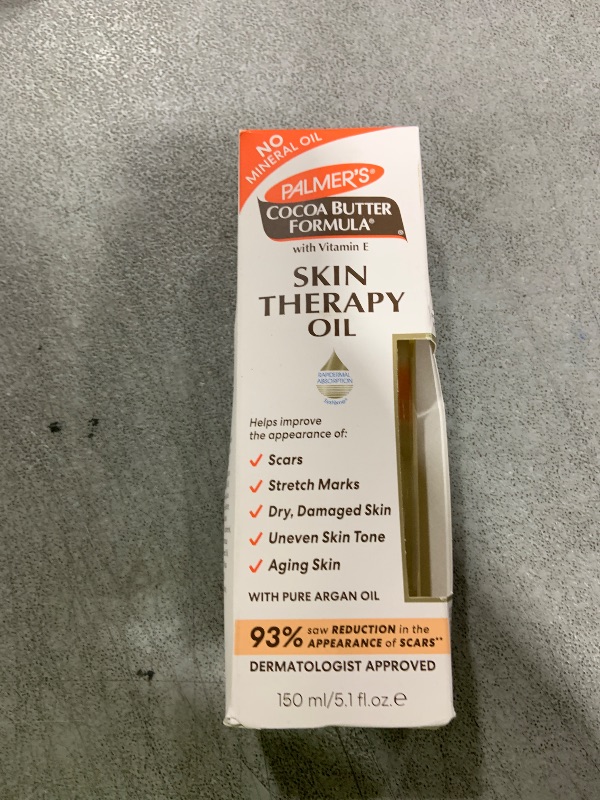 NO
MINERAL OIL
PALMER'S®
COCOA BUTTER
FORMULA®
with Vitamin E
SKIN
THERAPY
OIL
RAPIDERMAL
ABSORPTION
Helps improve
the appearance of:
✓ Scars
✓ Stretch Marks
✓ Dry, Damaged Skin
✓ Uneven Skin Tone
✓ Aging Skin
WITH PURE ARGAN OIL
93% saw REDUCTION in the
APPEARANCE of SCARS**
DERMATOLOGIST APPROVED
150 ml/5.1 fl.oz.℮